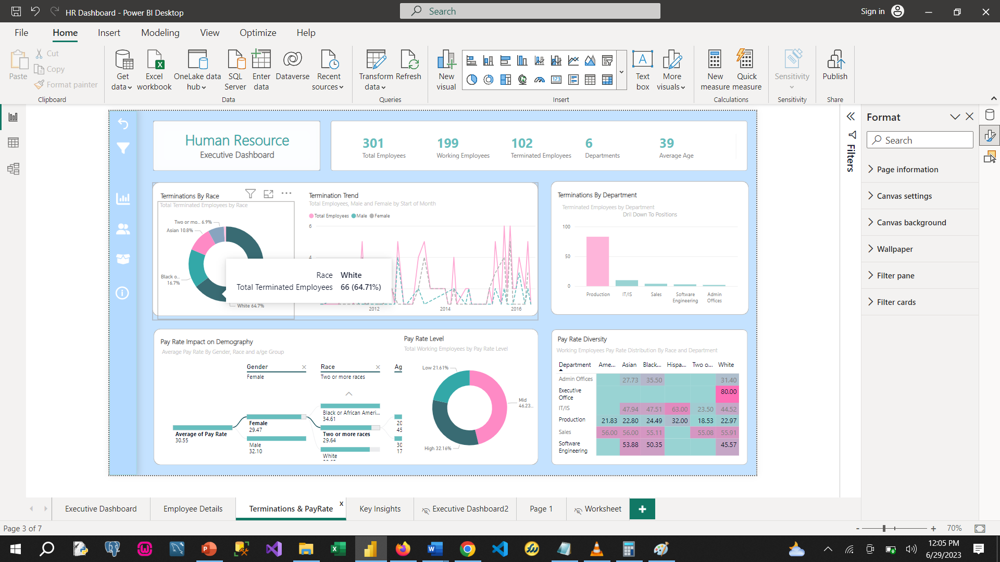 HR Dashboard - Power BI Desktop
Search
Sign in
File
Home
Insert
Modeling
View
Optimize
Help
Paste
Cut
Copy
Format painter
Clipboard
Get data
Excel workbook
OneLake data hub
SQL Server
Enter data
Dataverse
Recent sources
Data
Transform data
Refresh
Queries
New visual
Insert
Text box
More visuals
New measure
Quick measure
Calculations
Sensitivity
Sensitivity
Publish
Share
Human Resource
Executive Dashboard
301
Total Employees
199
Working Employees
102
Terminated Employees
6
Departments
39
Average Age
Terminations By Race
Total Terminated Employees by Race
Two or mo... 6.9%
Asian 10.8%
Black o...
16.7%
White 64.7%
Race White
Total Terminated Employees 66 (64.71%)
Termination Trend
Total Employees, Male and Female by Start of Month
Total Employees Male Female
6
4
2012 2014 2016
Terminations By Department
Terminated Employees by Department
Dril Down To Positions
100
50
0
Production
IT/IS
Sales
Software Engineering
Admin Offices
Pay Rate Impact on Demography
Average Pay Rate By Gender, Race and a/ge Group
Gender
Female
Race
Two or more races
Ag
Average of Pay Rate
30.55
Female
29.47
Male
32.10
Black or African Ameri...
34.61
Two or more races
29.64
White
20
45
30
17
Pay Rate Level
Total Working Employees by Pay Rate Level
Low 21.61%
Mid
46.23...
High 32.16%
Pay Rate Diversity
Working Employees Pay Rate Distribution By Race and Department
Department Ame... Asian Black... Hispa... Two o... White
Admin Offices 27.73 35.50 31.40
Executive Office 80.00
IT/IS 47.94 47.51 63.00 23.50 44.52
Production 21.83 22.80 24.49 32.00 18.53 22.97
Sales 56.00 56.00 55.11 55.08 55.91
Software Engineering 53.88 50.35 45.57
Filters
Format
Search
Page information
Canvas settings
Canvas background
Wallpaper
Filter pane
Filter cards
Executive Dashboard
Employee Details
Terminations & PayRate
x
Key Insights
Executive Dashboard2
Page 1
Worksheet
+
Page 3 of 7
- + 70%
12:05 PM
6/29/2023